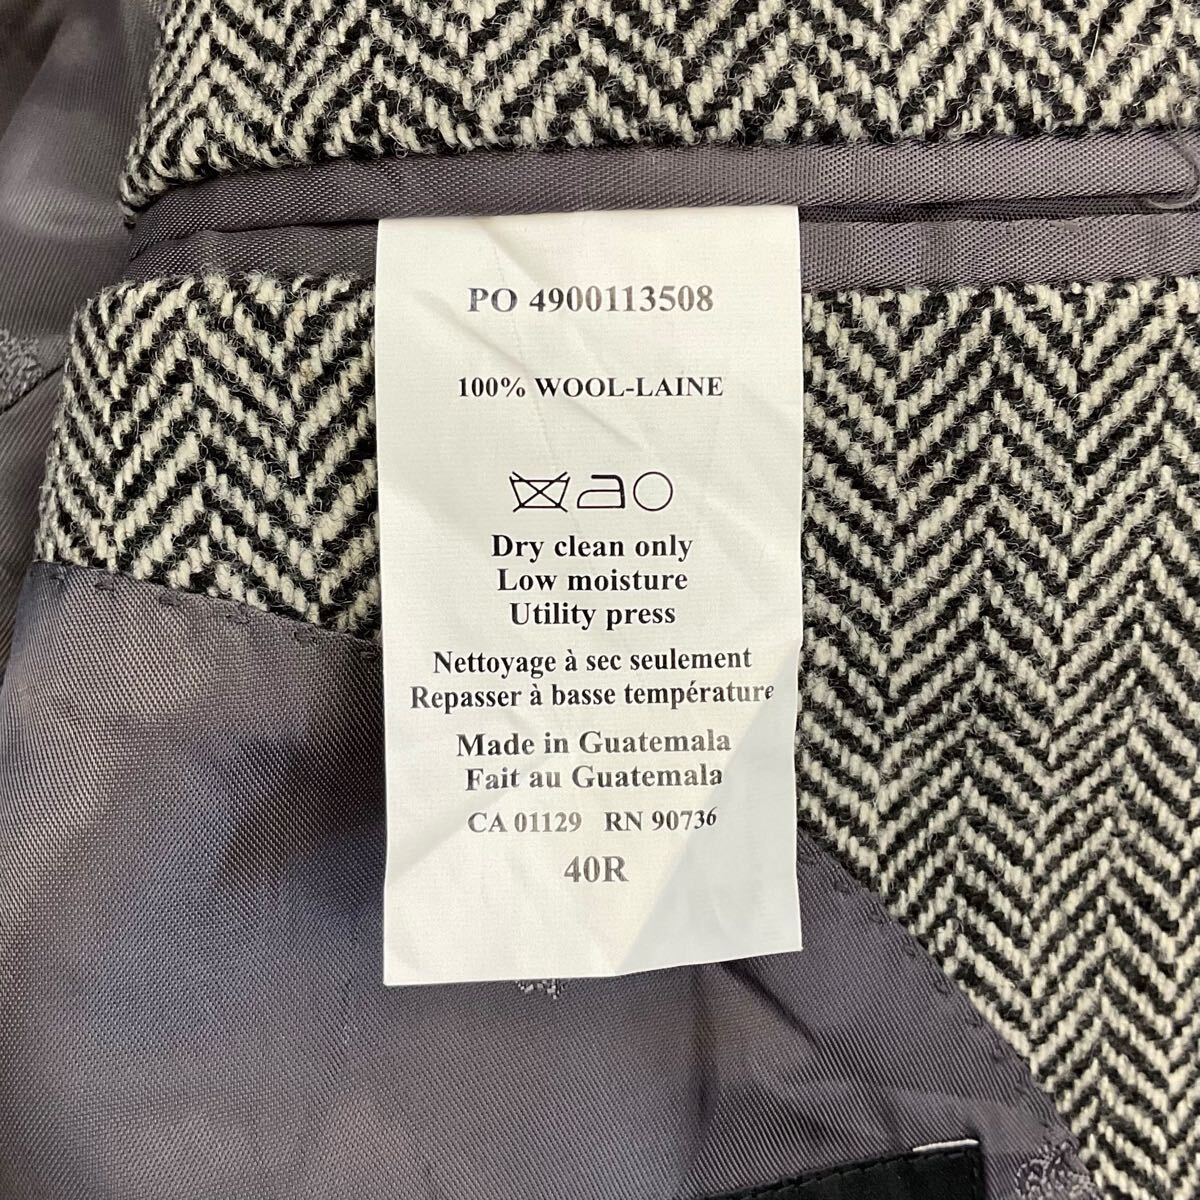 PO 4900113508
100% WOOL-LAINE
Dry clean only
Low moisture
Utility press
Nettoyage à sec seulement
Repasser à basse température
Made in Guatemala
Fait au Guatemala
CA 01129 RN 90736
40R